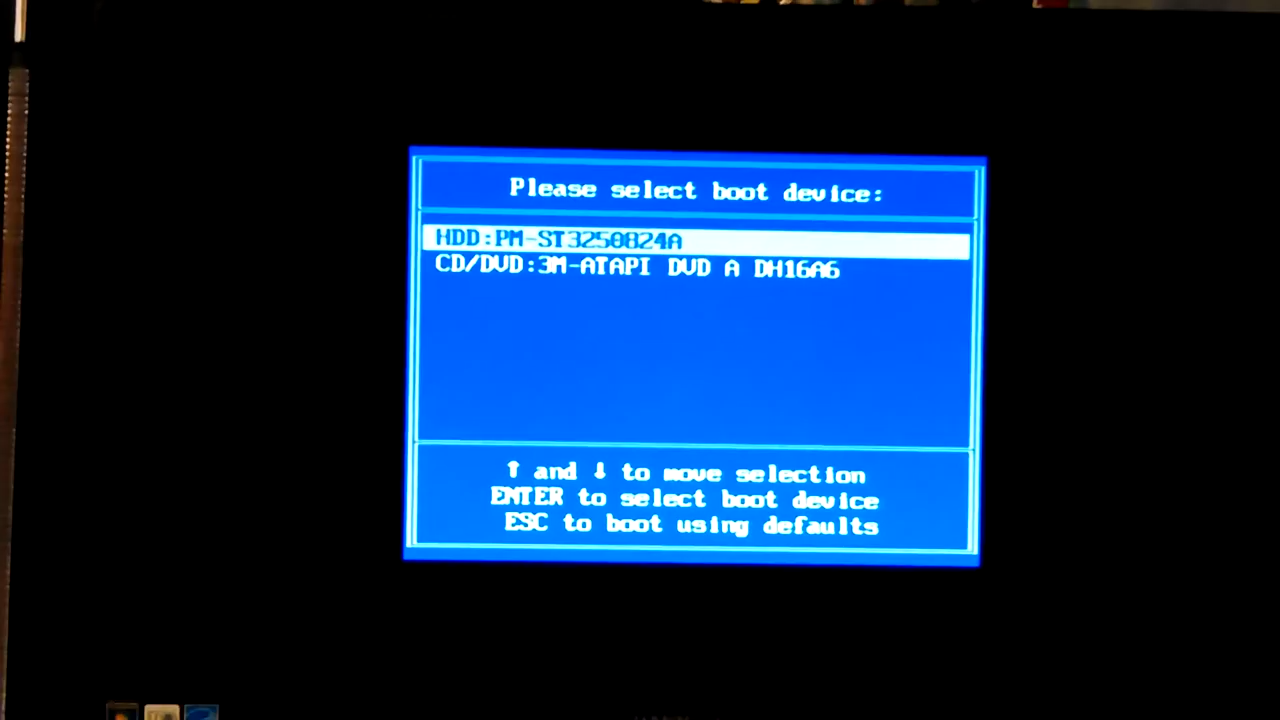 Please select boot device:
HDD:PM-ST3250824A
CD/DVD:3M-ATAPI DVD A DH16A6
↑ and ↓ to move selection
ENTER to select boot device
ESC to boot using defaults